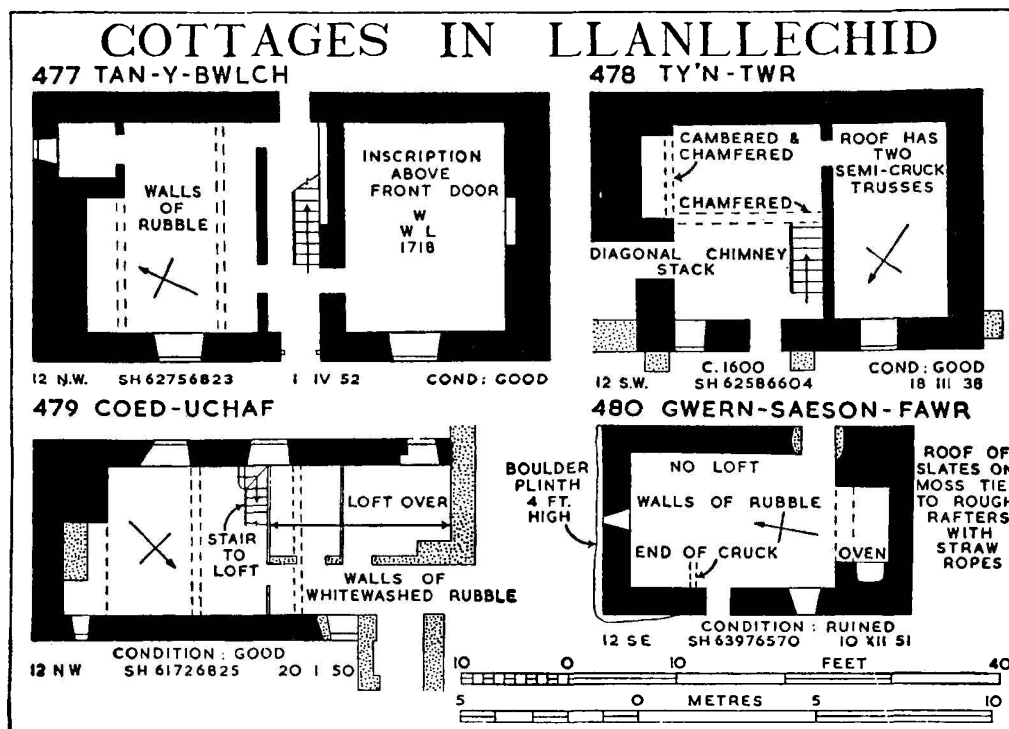 COTTAGES IN LLANLLECHID
477 TAN-Y-BWLCH
WALLS
OF
RUBBLE
INSCRIPTION
ABOVE
FRONT DOOR
W
W L
1718
12 N.W. SH 62756823 1 IV 52 COND: GOOD
478 TY'N-TWR
CAMBERED &
CHAMFERED
CHAMFERED
ROOF HAS
TWO
SEMI-CRUCK
TRUSSES
DIAGONAL CHIMNEY
STACK
C. 1600
COND: GOOD
12 S.W. SH 62586604 18 III 38
479 COED-UCHAF
LOFT OVER
STAIR
TO
LOFT
WALLS OF
WHITEWASHED RUBBLE
CONDITION: GOOD
12 NW SH 61726825 20 I 50
480 GWERN-SAESON-FAWR
BOULDER
PLINTH
4 FT.
HIGH
NO LOFT
WALLS OF RUBBLE
END OF CRUCK
OVEN
ROOF OF
SLATES ON
MOSS TIE
TO ROUGH
RAFTERS
WITH
STRAW
ROPES
CONDITION: RUINED
12 SE SH 63976570 10 XII 51
10 0 10 FEET 40
5 0 METRES 5 10